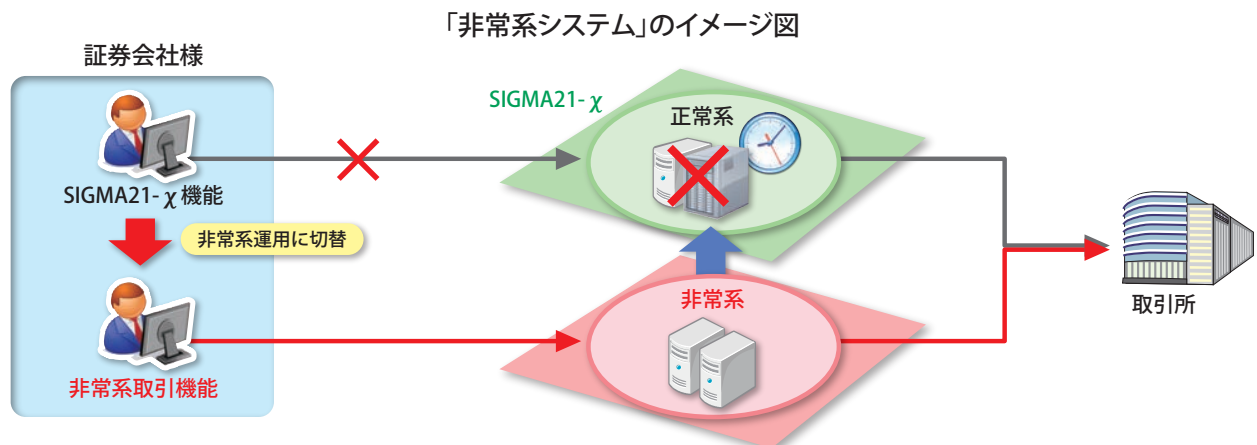 「非常系システム」のイメージ図
証券会社様
SIGMA21-χ
正常系
SIGMA21-χ機能
非常系運用に切替
非常系
取引所
非常系取引機能